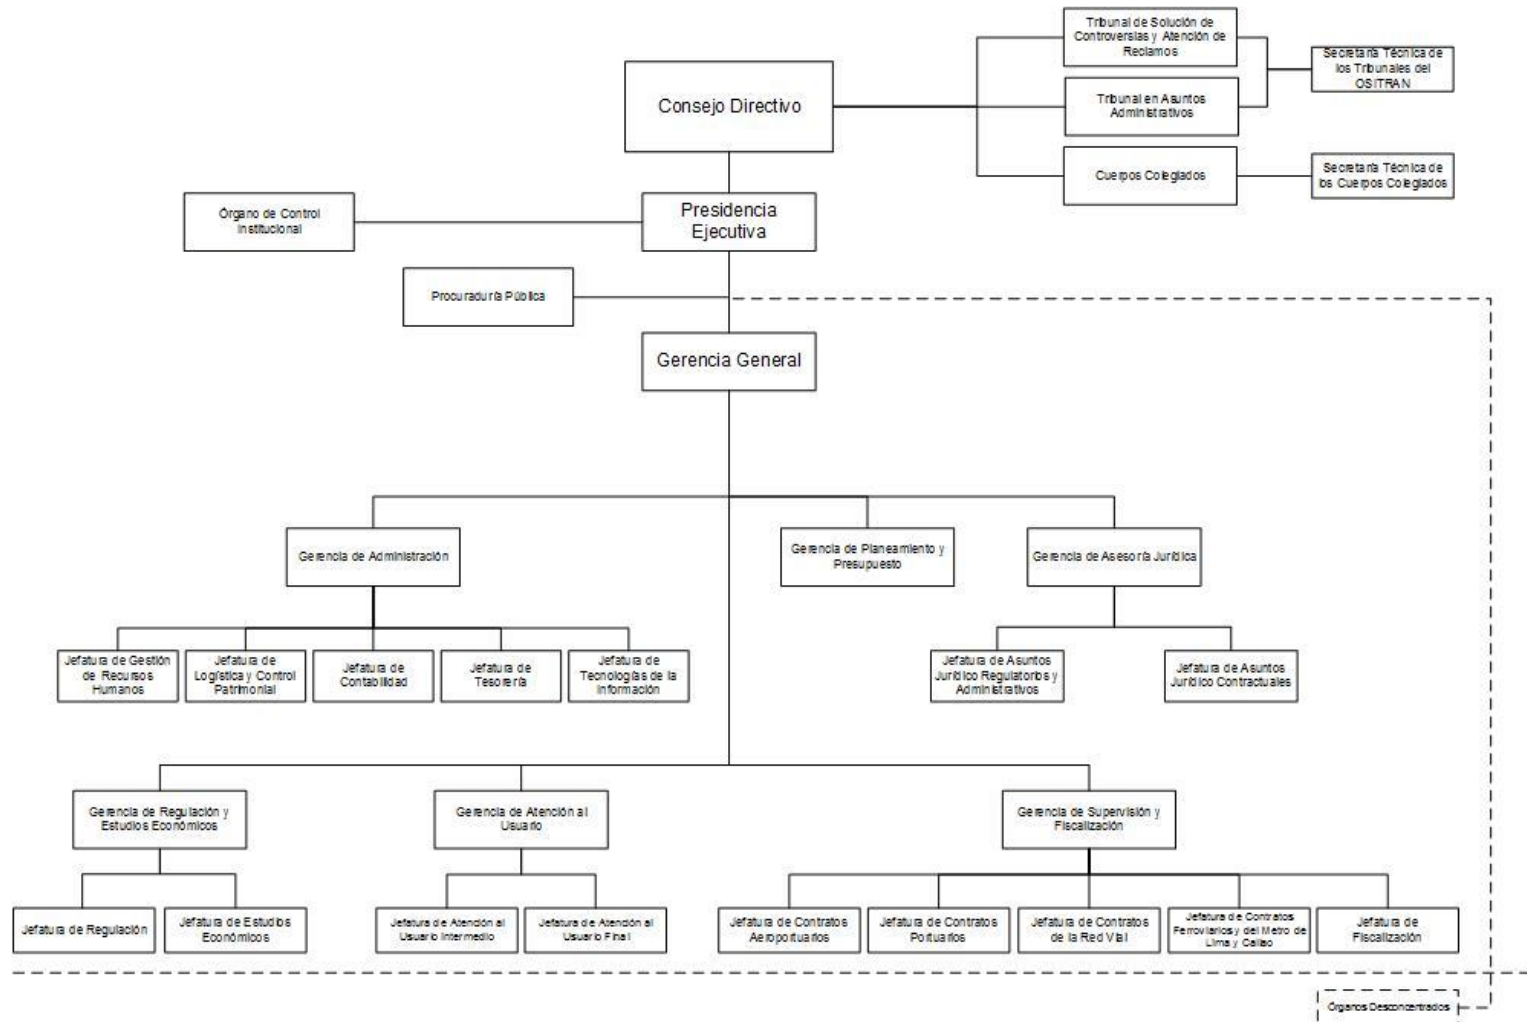 Tribunal de Solución de
Controversias y Atención de
Reclamos
Secretaría Técnica de
los Tribunales del
OSITRAN
Consejo Directivo
Tribunal en Asuntos
Administrativos
Cuerpos Colegiados
Secretaría Técnica de
los Cuerpos Colegiados
Órgano de Control
Institucional
Presidencia
Ejecutiva
Procuraduría Pública
Gerencia General
Gerencia de Administración
Gerencia de Planeamiento y
Presupuesto
Gerencia de Asesoría Jurídica
Jefatura de Gestión
de Recursos
Humanos
Jefatura de
Logística y Control
Patrimonial
Jefatura de
Contabilidad
Jefatura de
Tesorería
Jefatura de
Tecnologías de la
Información
Jefatura de Asuntos
Jurídico Regulatorios y
Administrativos
Jefatura de Asuntos
Jurídico Contractuales
Gerencia de Regulación y
Estudios Económicos
Gerencia de Atención al
Usuario
Gerencia de Supervisión y
Fiscalización
Jefatura de Regulación
Jefatura de Estudios
Económicos
Jefatura de Atención al
Usuario Intermedio
Jefatura de Atención al
Usuario Final
Jefatura de Contratos
Aeroportuarios
Jefatura de Contratos
Portuarios
Jefatura de Contratos
de la Red Vial
Jefatura de Contratos
Ferroviarios y del Metro de
Lima y Callao
Jefatura de
Fiscalización
Órganos Desconcentrados